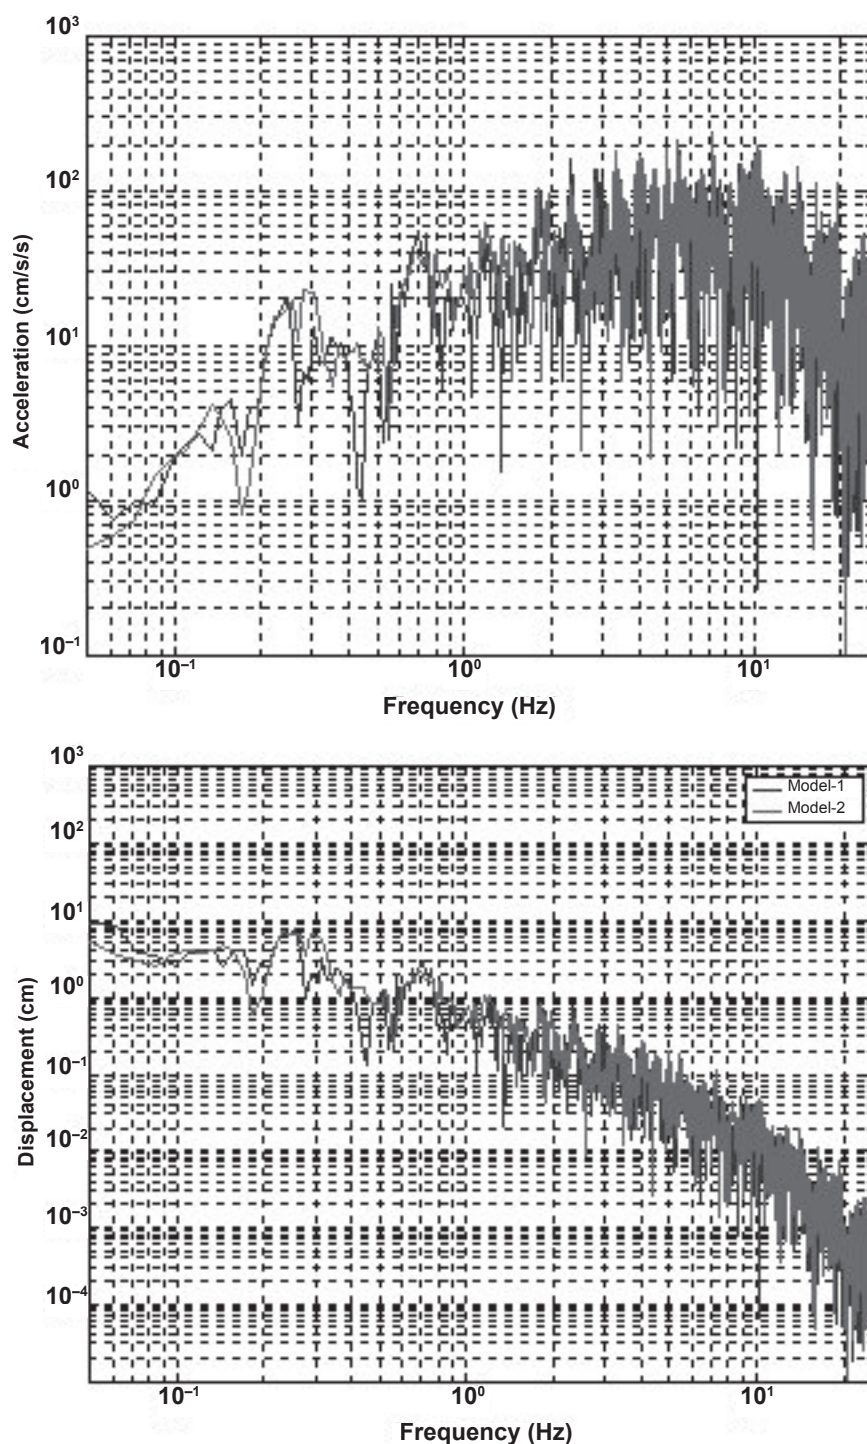 10³
10²
10¹
10⁰
10⁻¹
Acceleration (cm/s/s)
10⁻¹ 10⁰ 10¹
Frequency (Hz)
10³
10²
10¹
10⁰
10⁻¹
10⁻²
10⁻³
10⁻⁴
Displacement (cm)
Model-1
Model-2
10⁻¹ 10⁰ 10¹
Frequency (Hz)